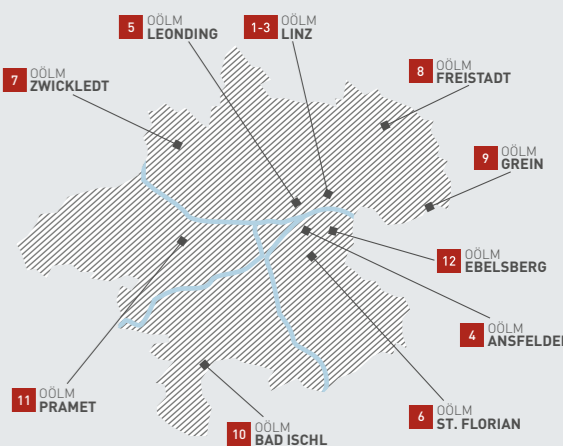 5 OÖLM
LEONDING
1-3 OÖLM
LINZ
7 OÖLM
ZWICKLEDT
8 OÖLM
FREISTADT
9 OÖLM
GREIN
12 OÖLM
EBELSBERG
4 OÖLM
ANSFELDEN
11 OÖLM
PRAMET
6 OÖLM
ST. FLORIAN
10 OÖLM
BAD ISCHL